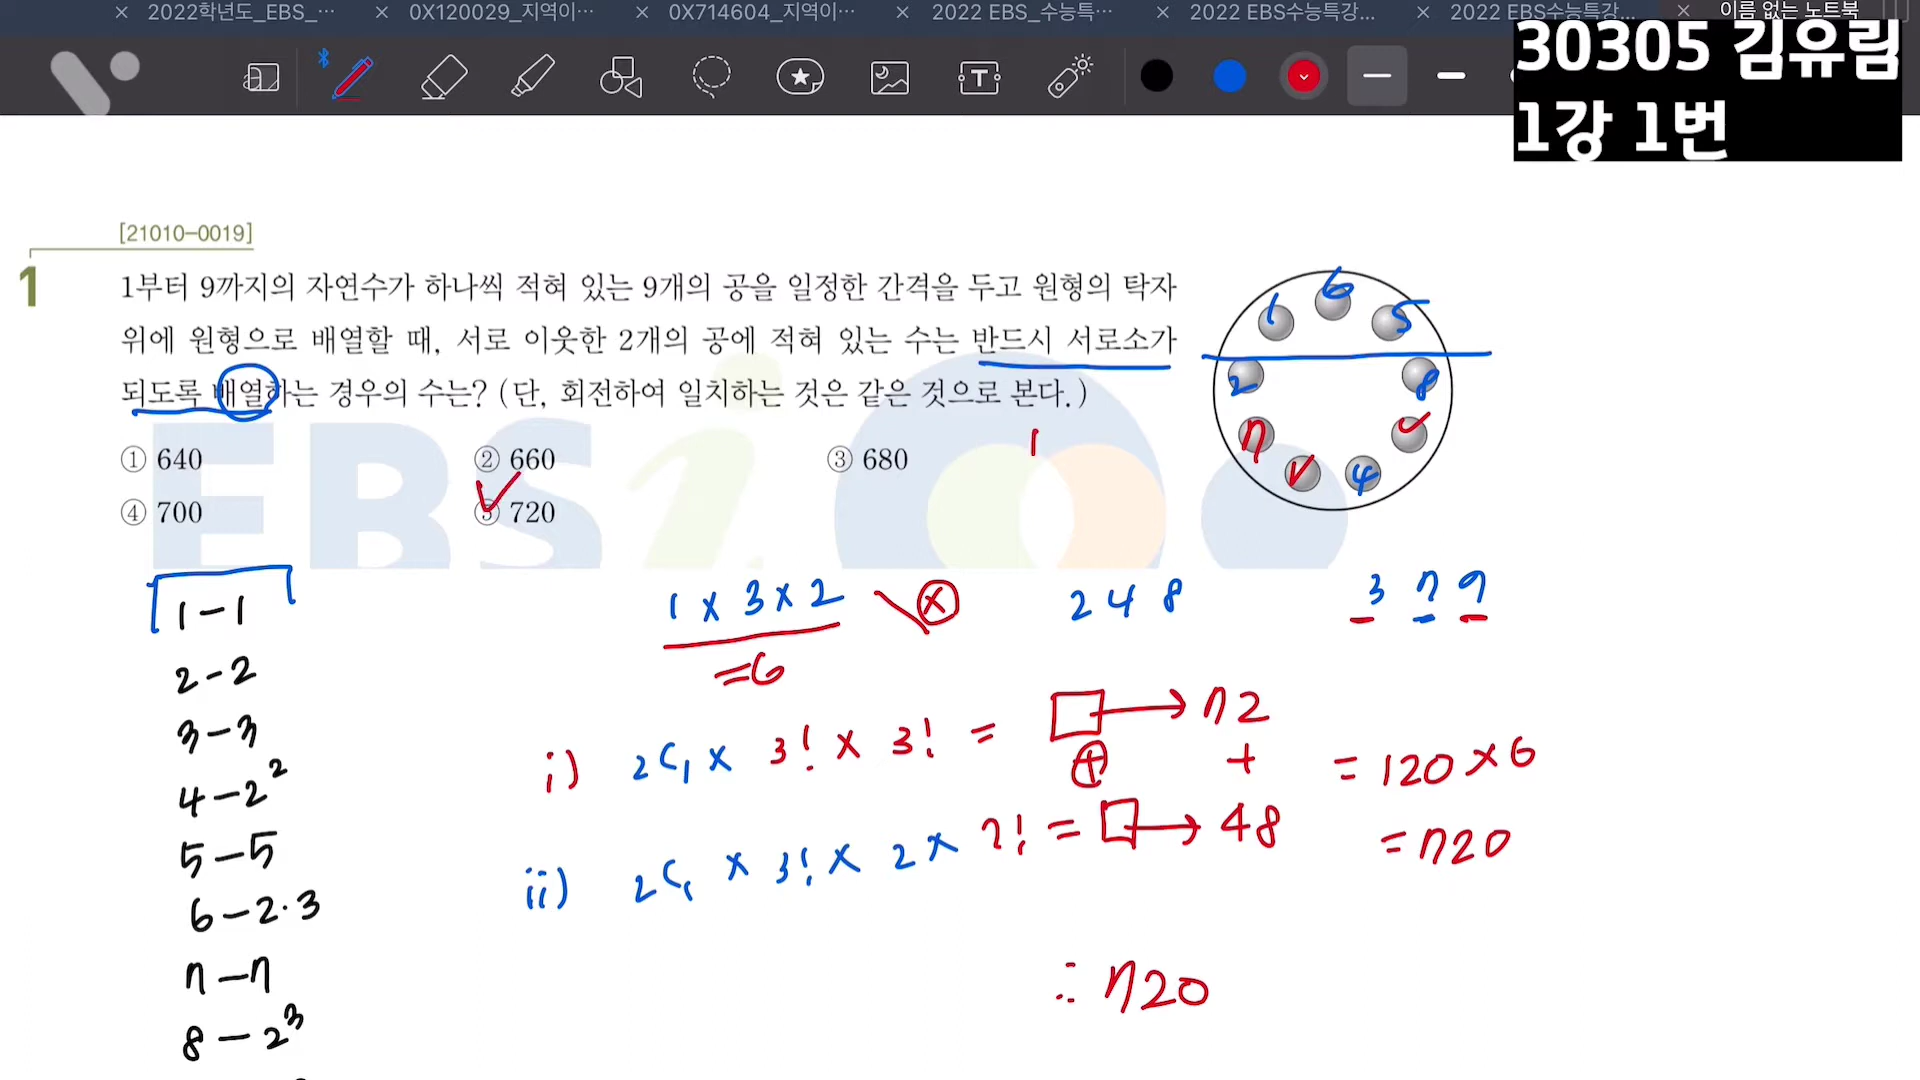 × 2022학년도_EBS_… × 0X120029_지역이… × 0X714604_지역이… × 2022 EBS_수능특… × 2022 EBS수능특강... × 2022 EBS수능특강... × 이름 없는 노트북
30305 김유림
1강 1번
[21010-0019]
1
1부터 9까지의 자연수가 하나씩 적혀 있는 9개의 공을 일정한 간격을 두고 원형의 탁자
위에 원형으로 배열할 때, 서로 이웃한 2개의 공에 적혀 있는 수는 반드시 서로소가
되도록 배열하는 경우의 수는? (단, 회전하여 일치하는 것은 같은 것으로 본다.)
1 6 5
2 8
7
4
① 640 ② 660 ③ 680
④ 700 ⑤ 720
1
EBSi
1-1
2-2
3-3
4-2²
5-5
6-2·3
7-7
8-2³
1 × 3 × 2 ⊗ 2 4 8 3 7 9
=6
i) ₂C₁ × 3! × 3! = □→ 72
⊕ + = 120 × 6
ii) ₂C₁ × 3! × 2 × 2! = □→ 48 = 720
∴ 720